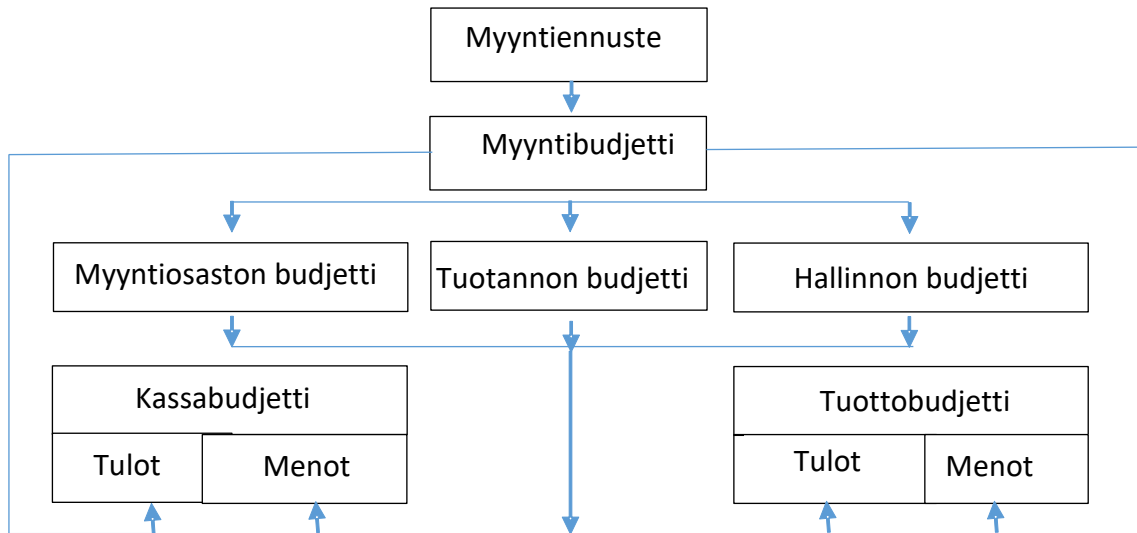 Myyntiennuste
Myyntibudjetti
Myyntiosaston budjetti
Tuotannon budjetti
Hallinnon budjetti
Kassabudjetti
Tuottobudjetti
Tulot
Menot
Tulot
Menot